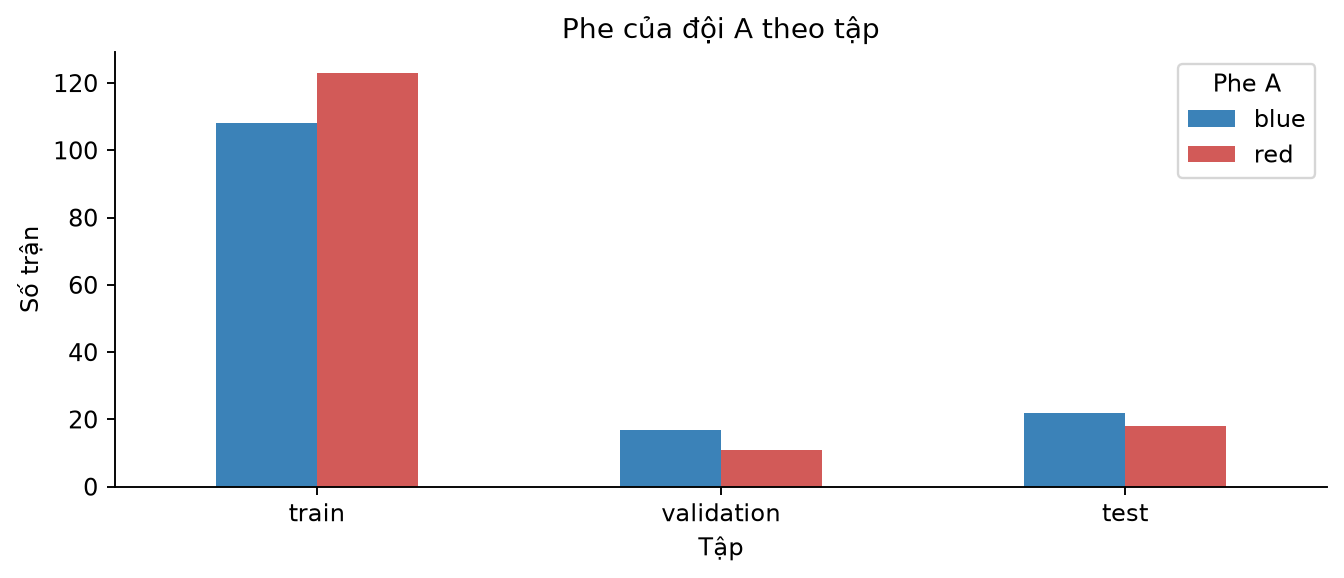 Phe của đội A theo tập
Phe A
blue
red
Số trận
120
100
80
60
40
20
0
train
validation
test
Tập